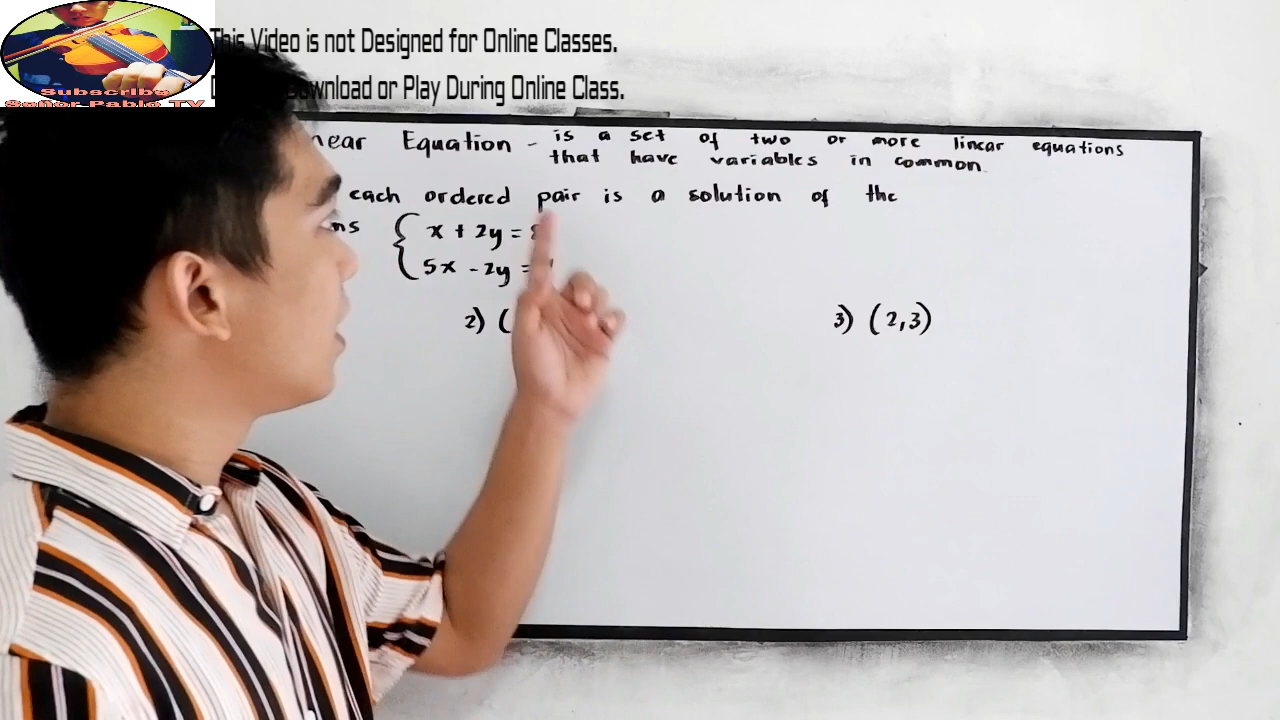 This Video is not Designed for Online Classes.
Download or Play During Online Class.
Subscribe
Señor Pablo TV
near Equation - is a set of two or more linear equations
that have variables in common
each ordered pair is a solution of the
ns { x + 2y = 8
5x - 2y =
2) (
3) (2,3)